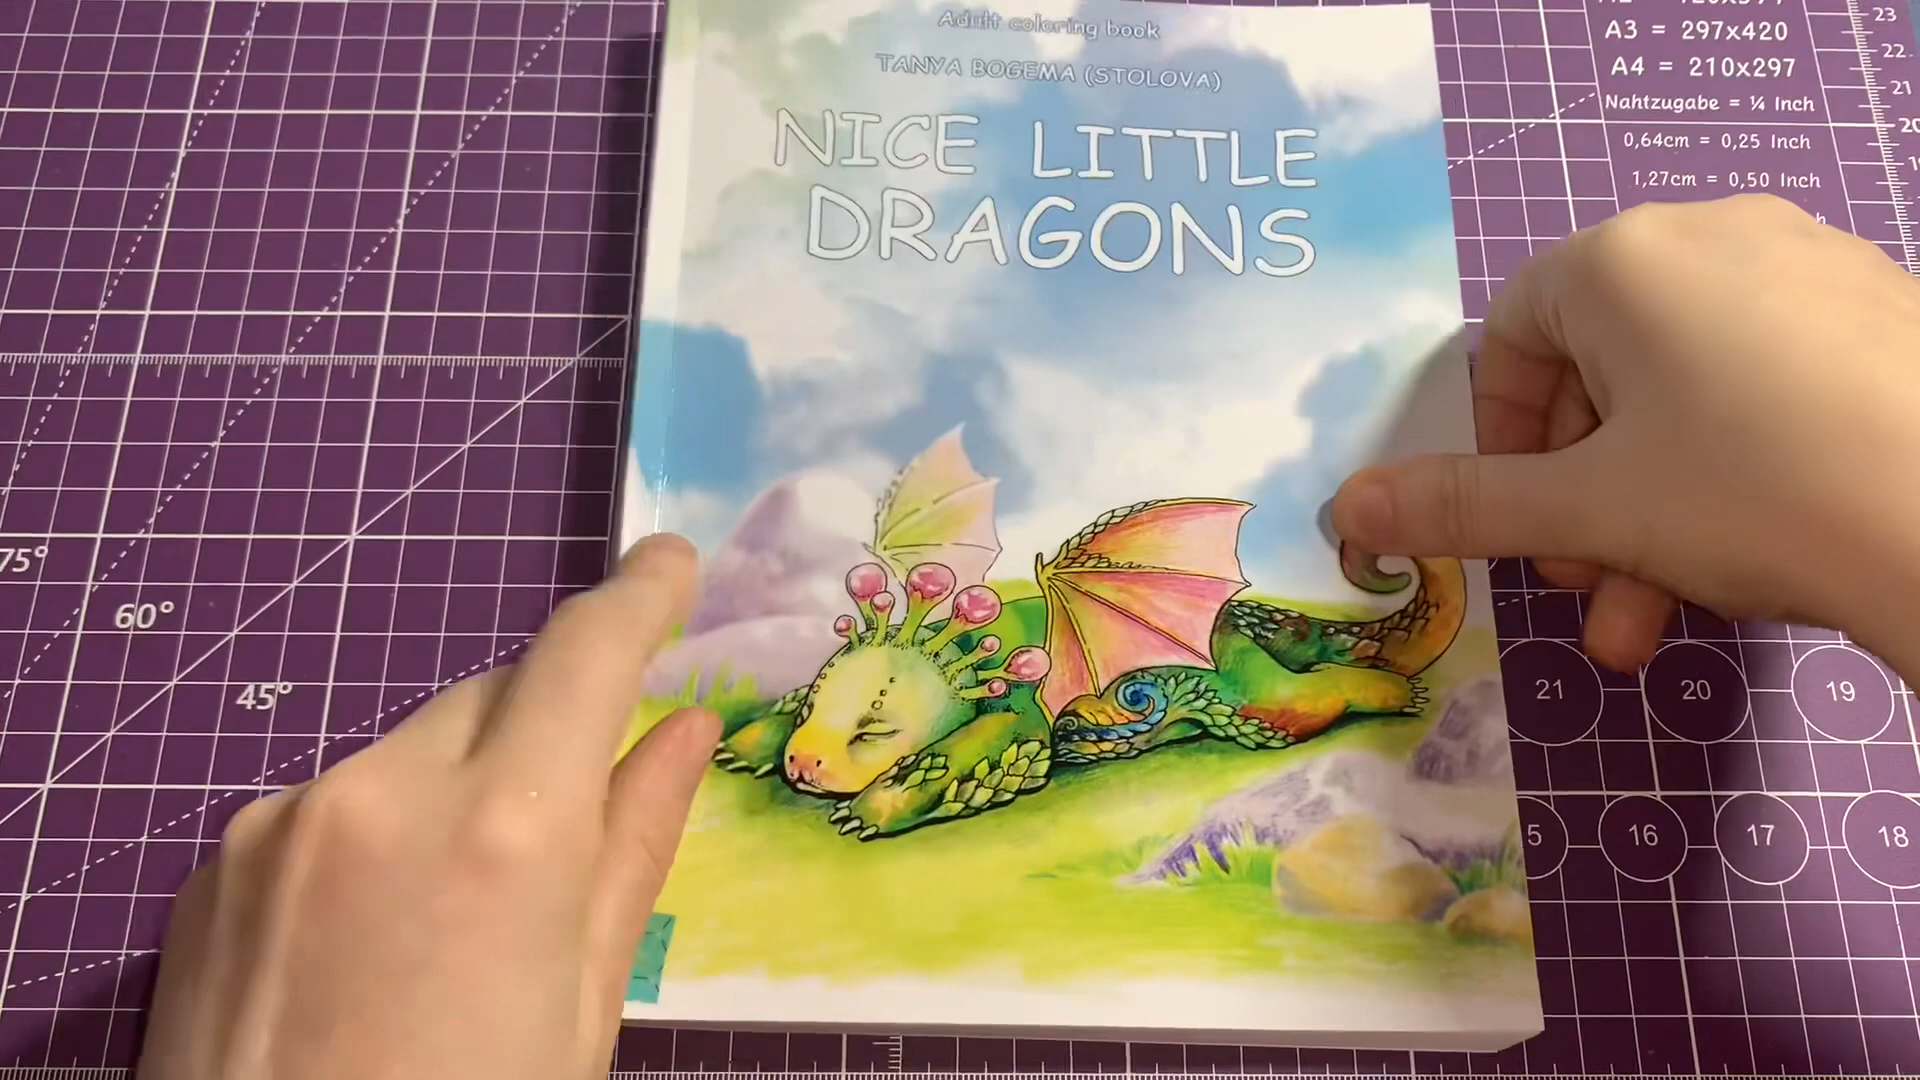 Adult coloring book
TANYA BOGEMA (STOLOVA)
NICE LITTLE
DRAGONS
A3 = 297x420
A4 = 210x297
Nahtzugabe = ¼ Inch
0,64cm = 0,25 Inch
1,27cm = 0,50 Inch
23
22
21
20
75°
60°
45°
21
20
19
16
17
18